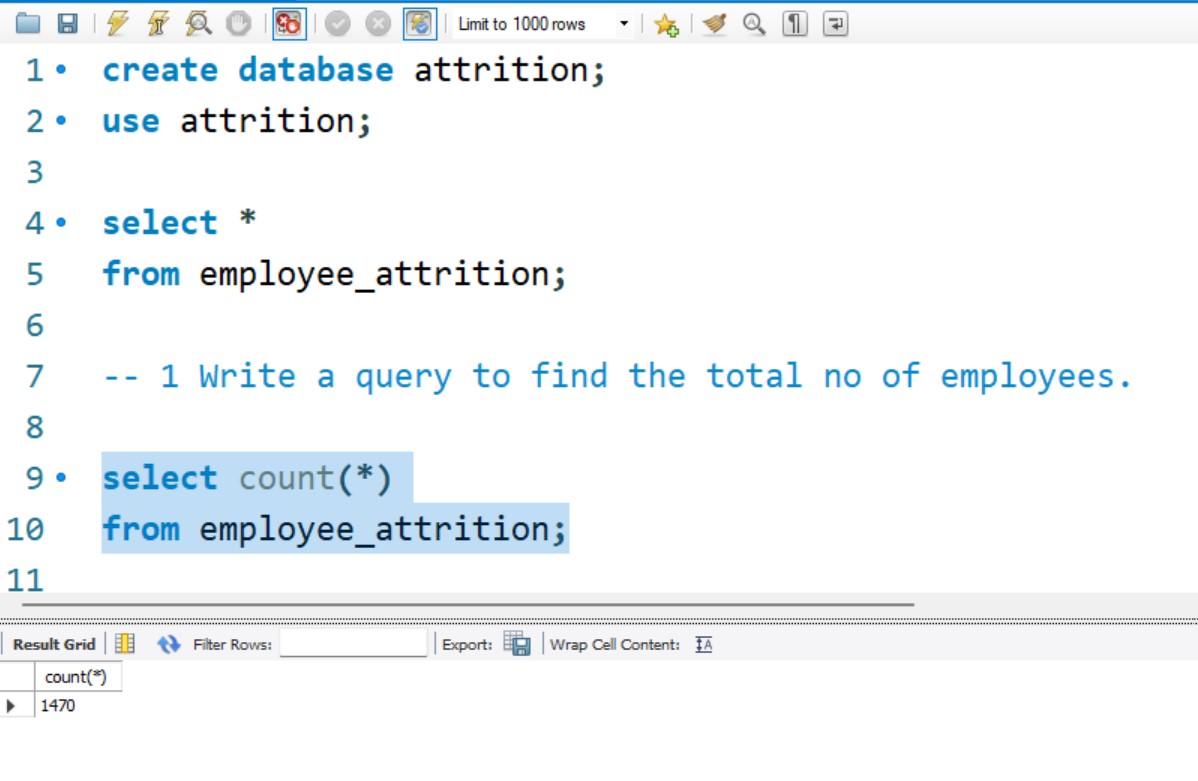 Limit to 1000 rows
1 create database attrition;
2 use attrition;
3
4 select *
5 from employee_attrition;
6
7 -- 1 Write a query to find the total no of employees.
8
9 select count(*)
10 from employee_attrition;
11
Result Grid Filter Rows: Export: Wrap Cell Content:
count(*)
1470